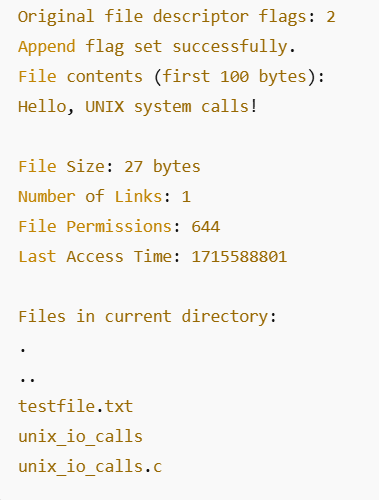 Original file descriptor flags: 2
Append flag set successfully.
File contents (first 100 bytes):
Hello, UNIX system calls!
File Size: 27 bytes
Number of Links: 1
File Permissions: 644
Last Access Time: 1715588801
Files in current directory:
.
..
testfile.txt
unix_io_calls
unix_io_calls.c